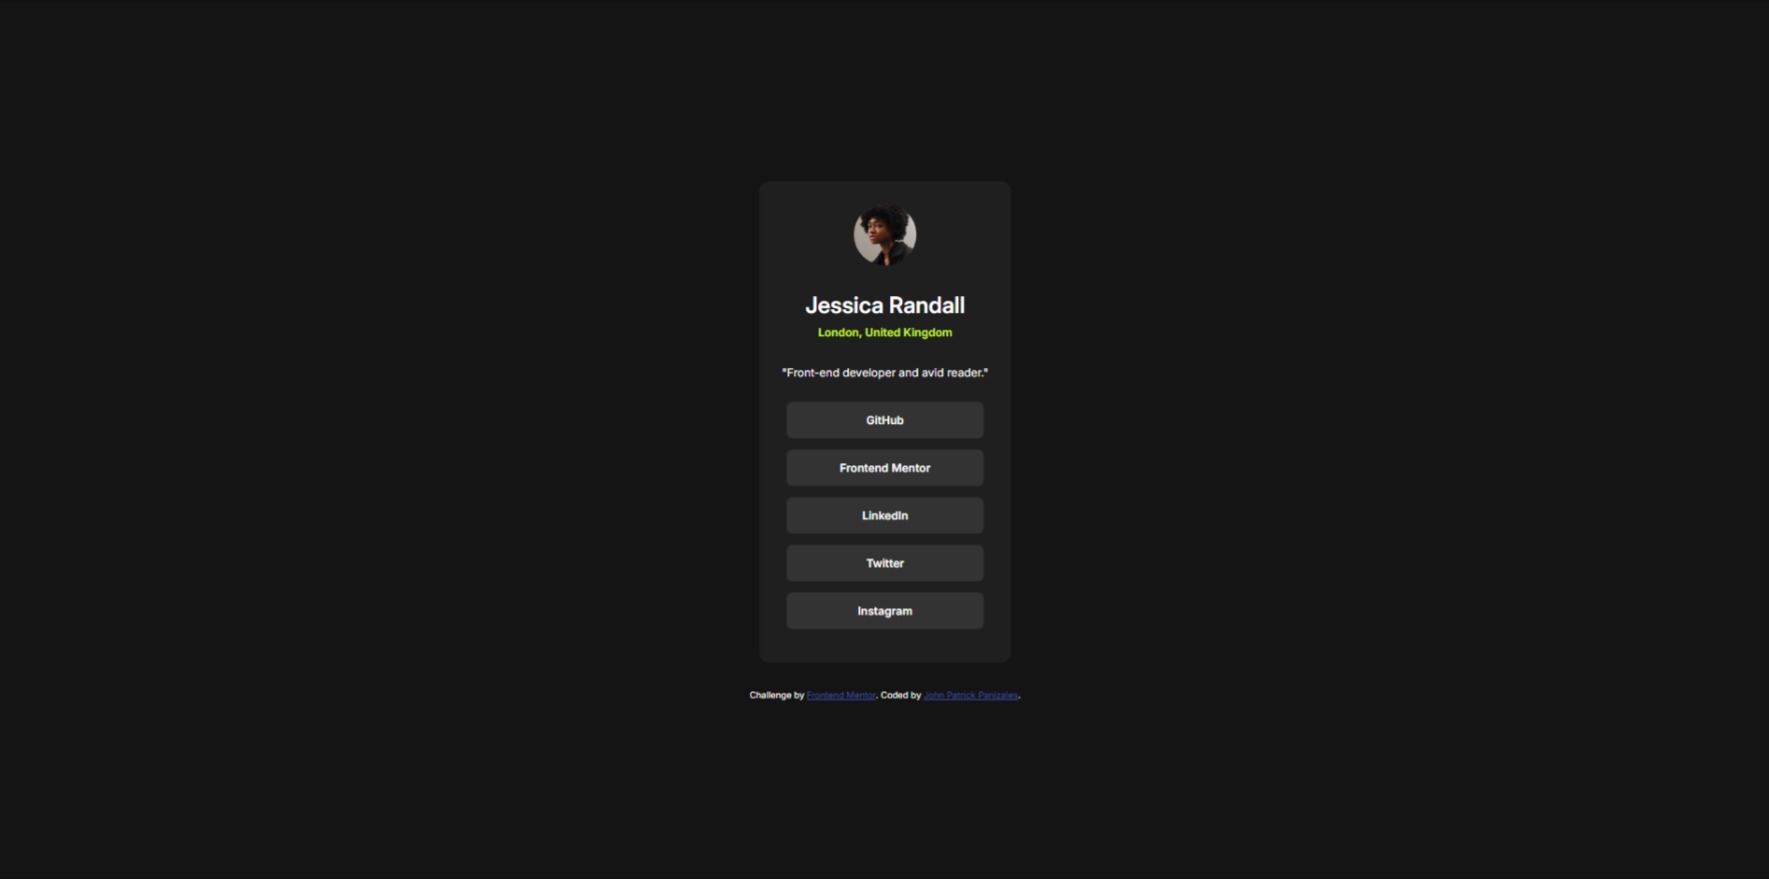 Jessica Randall
London, United Kingdom
"Front-end developer and avid reader."
GitHub
Frontend Mentor
LinkedIn
Twitter
Instagram
Challenge by Frontend Mentor. Coded by John Patrick Panizales.